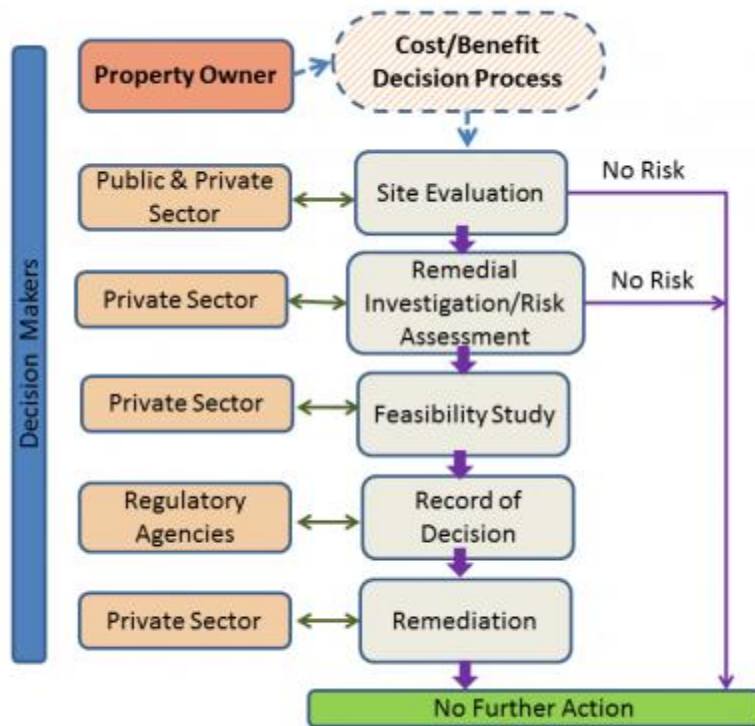 Decision Makers
Property Owner
Cost/Benefit
Decision Process
Public & Private
Sector
Site Evaluation
No Risk
Private Sector
Remedial
Investigation/Risk
Assessment
No Risk
Private Sector
Feasibility Study
Regulatory
Agencies
Record of
Decision
Private Sector
Remediation
No Further Action